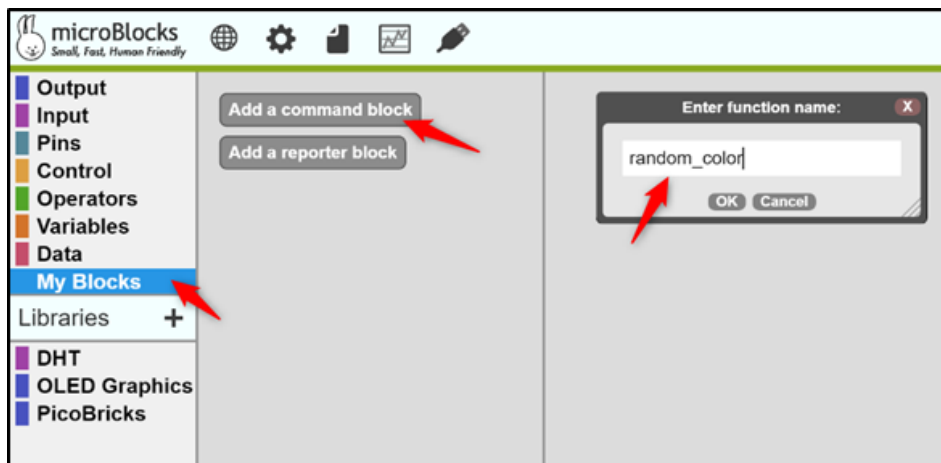 microBlocks
Small, Fast, Human Friendly
Output
Input
Pins
Control
Operators
Variables
Data
My Blocks
Libraries +
DHT
OLED Graphics
PicoBricks
Add a command block
Add a reporter block
Enter function name:
X
random_color
OK Cancel